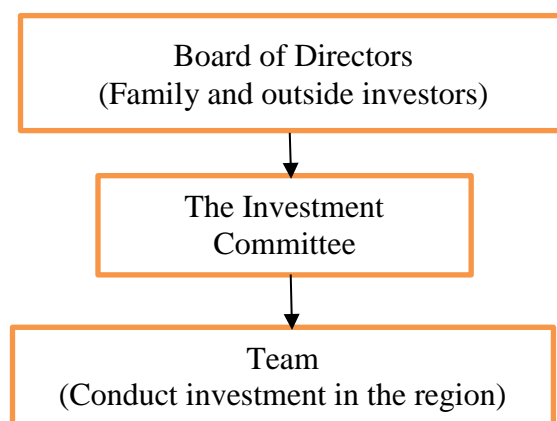 Board of Directors
(Family and outside investors)
The Investment
Committee
Team
(Conduct investment in the region)